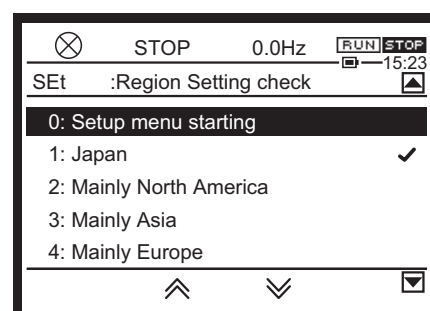 STOP 0.0Hz RUN STOP
15:23
SEt :Region Setting check
0: Setup menu starting
1: Japan
2: Mainly North America
3: Mainly Asia
4: Mainly Europe